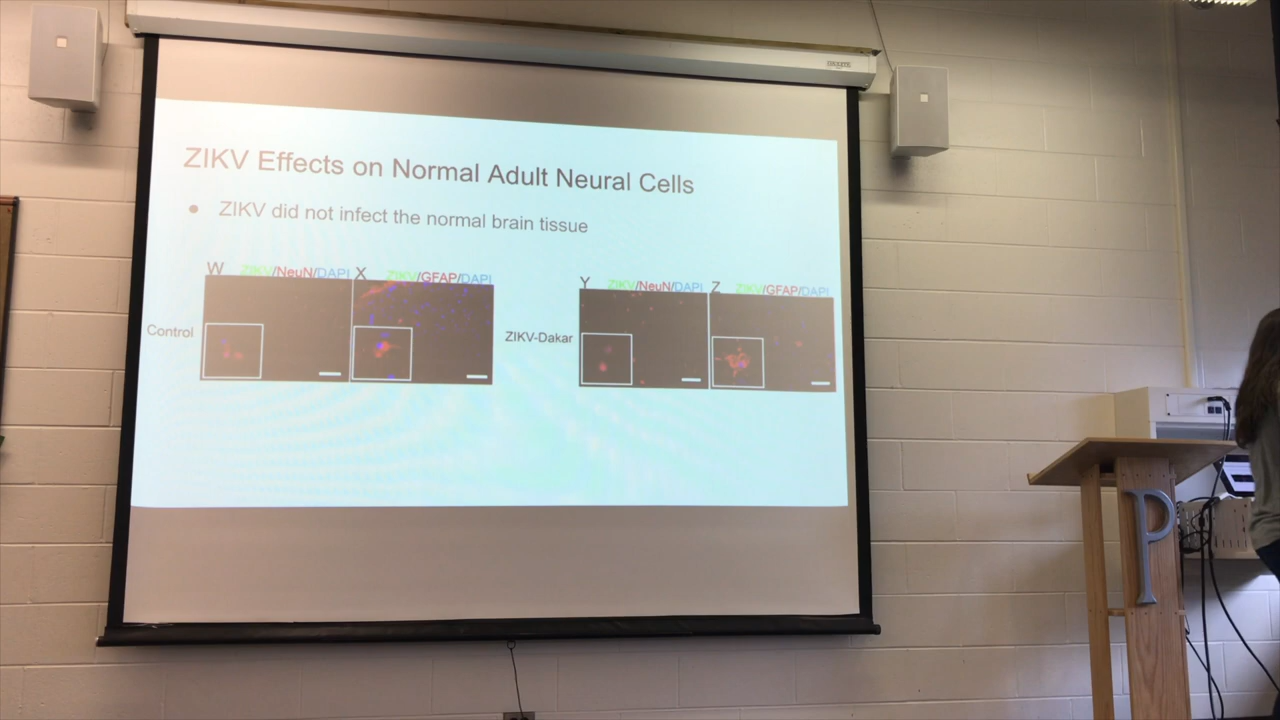 ZIKV Effects on Normal Adult Neural Cells
● ZIKV did not infect the normal brain tissue
W ZIKV/NeuN/DAPI X ZIKV/GFAP/DAPI Y ZIKV/NeuN/DAPI Z ZIKV/GFAP/DAPI
Control ZIKV-Dakar
P